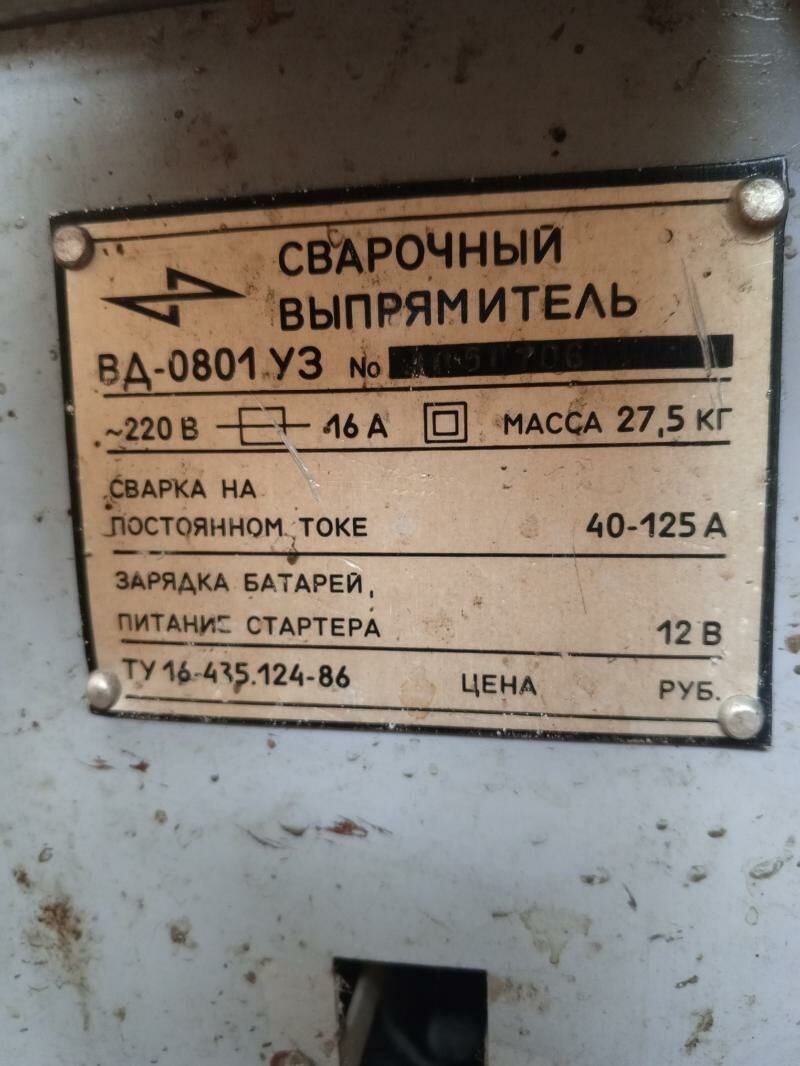 СВАРОЧНЫЙ
ВЫПРЯМИТЕЛЬ
ВД-0801 У3 No
~220 В 16 А МАССА 27,5 КГ
СВАРКА НА
ПОСТОЯННОМ ТОКЕ 40-125 А
ЗАРЯДКА БАТАРЕЙ,
ПИТАНИЕ СТАРТЕРА 12 В
ТУ 16-435.124-86 ЦЕНА РУБ.